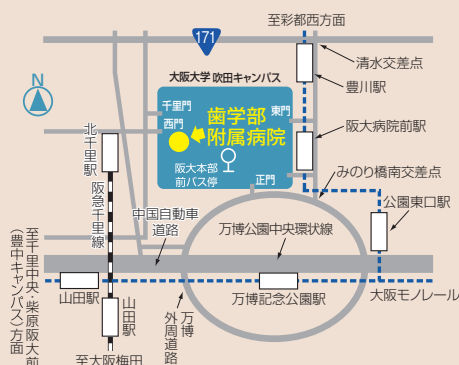 至彩都西方面
171
清水交差点
豊川駅
大阪大学 吹田キャンパス
N
千里門
東門
西門
歯学部
附属病院
阪大病院前駅
北千里駅
阪大本部
前バス停
正門
みのり橋南交差点
阪急千里線
公園東口駅
中国自動車
道路
万博公園中央環状線
至千里中央・柴原阪大前
(豊中キャンパス)方面
山田駅
山田駅
万博
外周道路
万博記念公園駅
大阪モノレール
至大阪梅田